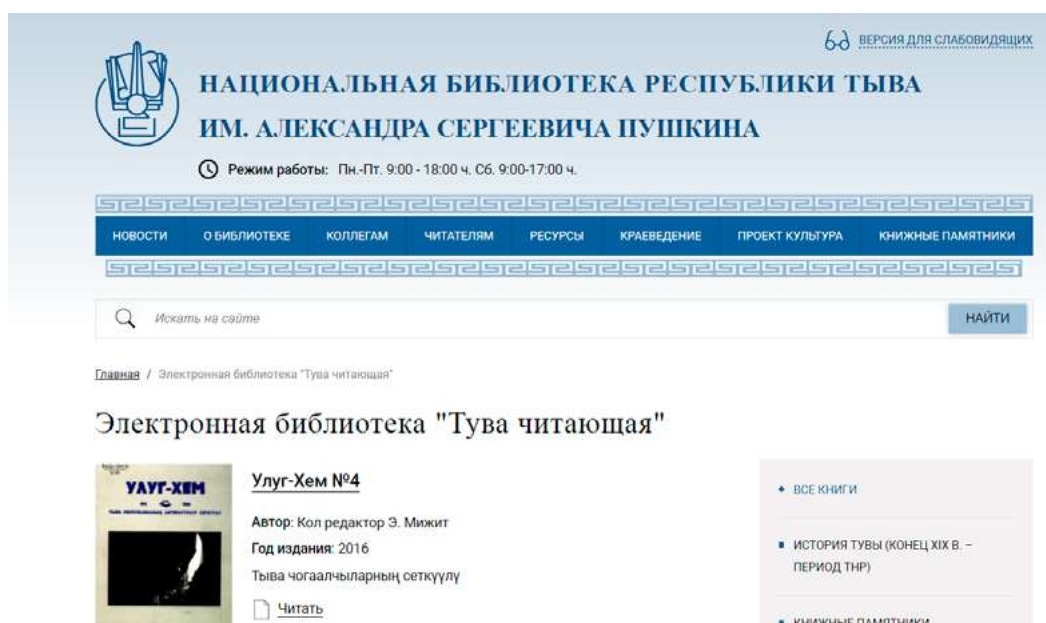 ВЕРСИЯ ДЛЯ СЛАБОВИДЯЩИХ
НАЦИОНАЛЬНАЯ БИБЛИОТЕКА РЕСПУБЛИКИ ТЫВА
ИМ. АЛЕКСАНДРА СЕРГЕЕВИЧА ПУШКИНА
Режим работы: Пн.-Пт. 9:00 - 18:00 ч. Сб. 9:00-17:00 ч.
НОВОСТИ О БИБЛИОТЕКЕ КОЛЛЕГАМ ЧИТАТЕЛЯМ РЕСУРСЫ КРАЕВЕДЕНИЕ ПРОЕКТ КУЛЬТУРА КНИЖНЫЕ ПАМЯТНИКИ
Искать на сайте НАЙТИ
Главная / Электронная библиотека "Тува читающая"
Электронная библиотека "Тува читающая"
УЛУГ-ХЕМ
Улуг-Хем №4
Автор: Кол редактор Э. Мижит
Год издания: 2016
Тыва чогаалчыларның сеткүүлү
Читать
ВСЕ КНИГИ
ИСТОРИЯ ТУВЫ (КОНЕЦ XIX В. –
ПЕРИОД ТНР)
КНИЖНЫЕ ПАМЯТНИКИ